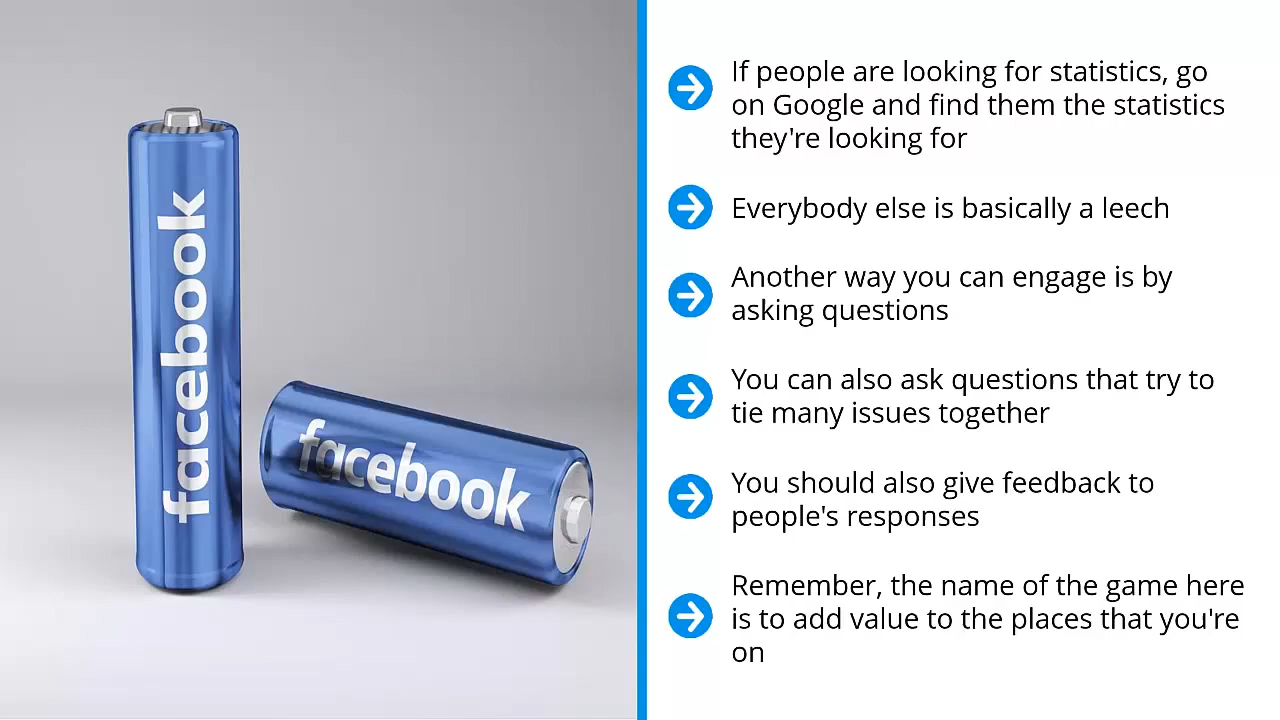 facebook
facebook
If people are looking for statistics, go
on Google and find them the statistics
they're looking for
Everybody else is basically a leech
Another way you can engage is by
asking questions
You can also ask questions that try to
tie many issues together
You should also give feedback to
people's responses
Remember, the name of the game here
is to add value to the places that you're
on